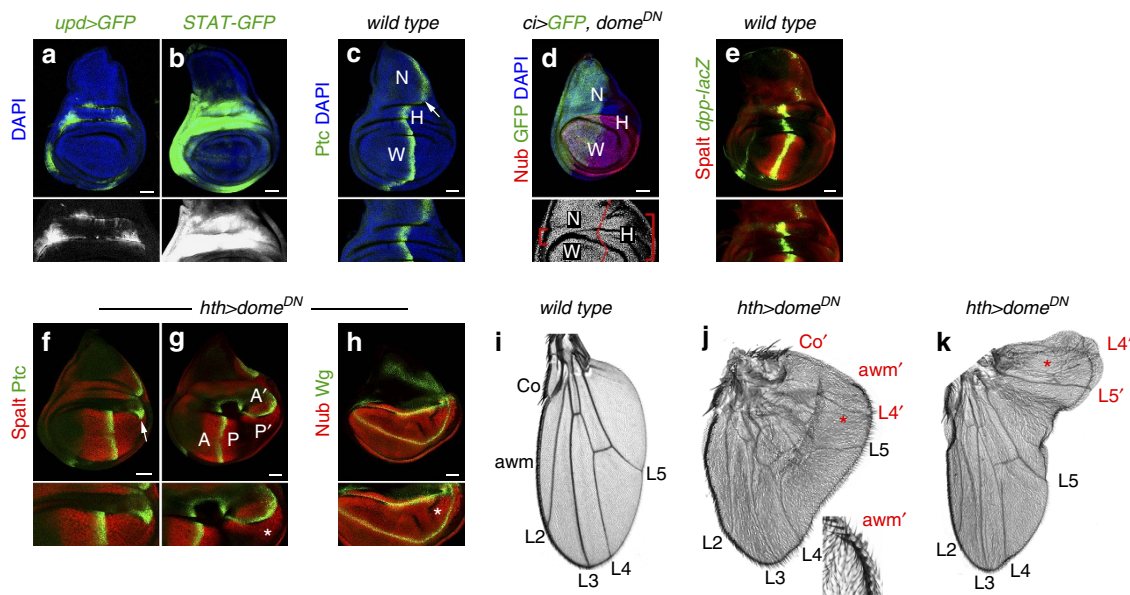 upd>GFP STAT-GFP wild type ci>GFP, dome^DN wild type
a b c d e
DAPI
Ptc DAPI
Nub GFP DAPI
Spalt dpp-lacZ
N H W
N H W
N H W
hth>dome^DN wild type hth>dome^DN hth>dome^DN
f g h i j k
Spalt Ptc
A P A′ P′
*
Nub Wg
*
Co awm L2 L3 L4 L5
Co′ awm′ L4′ * L5 L4 L3 L2 awm′
L4′ L5′ * L5 L4 L3 L2